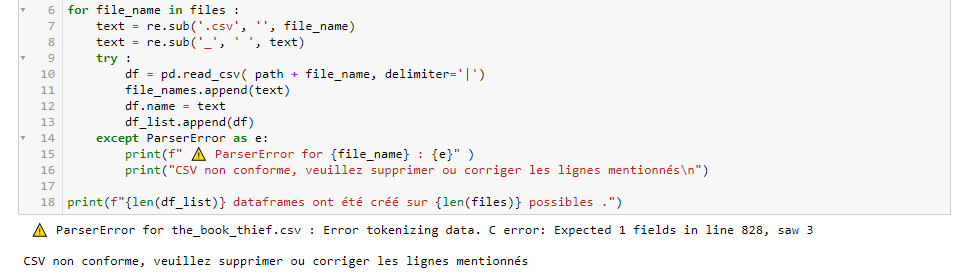 6 for file_name in files :
7 text = re.sub('.csv', '', file_name)
8 text = re.sub('_', ' ', text)
9 try :
10 df = pd.read_csv( path + file_name, delimiter='|')
11 file_names.append(text)
12 df.name = text
13 df_list.append(df)
14 except ParserError as e:
15 print(f" ⚠️ ParserError for {file_name} : {e}" )
16 print("CSV non conforme, veuillez supprimer ou corriger les lignes mentionnés\n")
17
18 print(f"{len(df_list)} dataframes ont été créé sur {len(files)} possibles .")
⚠️ ParserError for the_book_thief.csv : Error tokenizing data. C error: Expected 1 fields in line 828, saw 3
CSV non conforme, veuillez supprimer ou corriger les lignes mentionnés